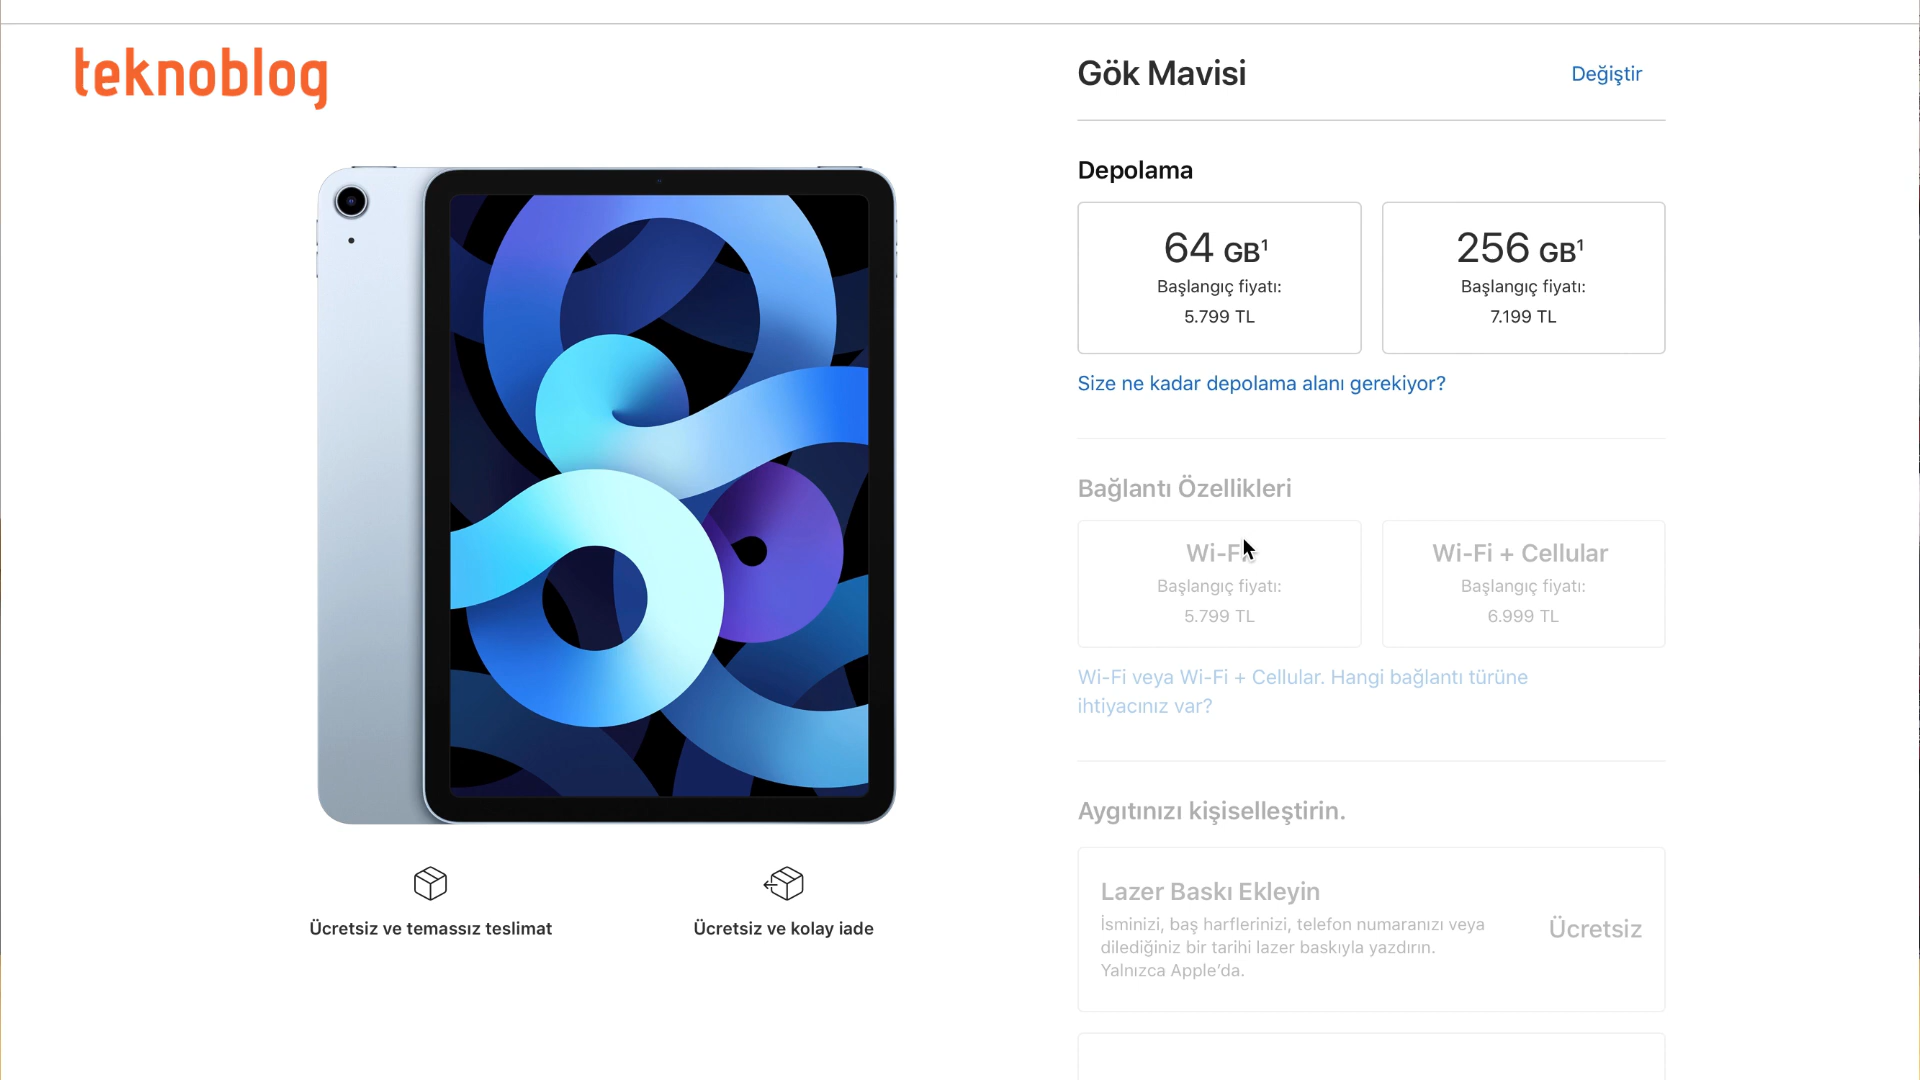 teknoblog
Gök Mavisi
Değiştir
Depolama
64 GB¹
Başlangıç fiyatı:
5.799 TL
256 GB¹
Başlangıç fiyatı:
7.199 TL
Size ne kadar depolama alanı gerekiyor?
Bağlantı Özellikleri
Wi-Fi
Başlangıç fiyatı:
5.799 TL
Wi-Fi + Cellular
Başlangıç fiyatı:
6.999 TL
Wi-Fi veya Wi-Fi + Cellular. Hangi bağlantı türüne
ihtiyacınız var?
Aygıtınızı kişiselleştirin.
Lazer Baskı Ekleyin
İsminizi, baş harflerinizi, telefon numaranızı veya
dilediğiniz bir tarihi lazer baskıyla yazdırın.
Yalnızca Apple'da.
Ücretsiz
Ücretsiz ve temassız teslimat
Ücretsiz ve kolay iade